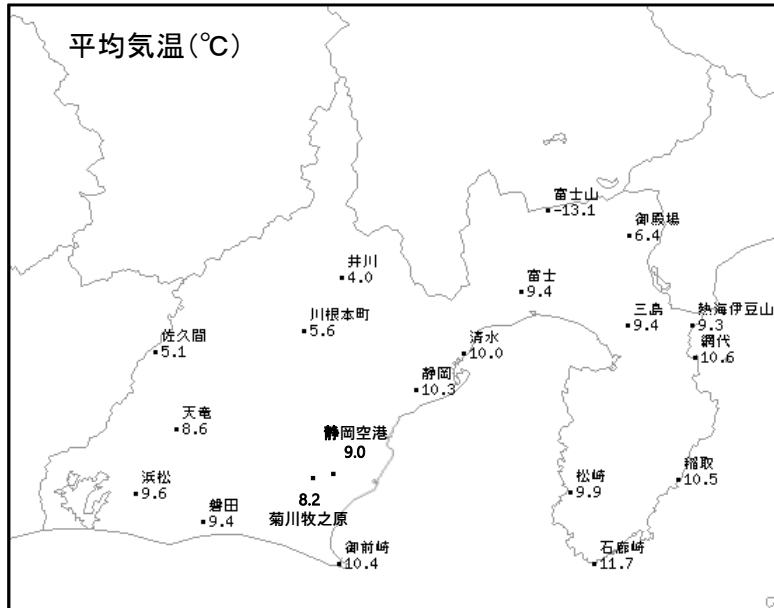 平均気温(℃)
富士山
-13.1
御殿場
6.4
井川
4.0
富士
9.4
川根本町
5.6
三島
9.4
熱海伊豆山
9.3
佐久間
5.1
清水
10.0
網代
10.6
静岡
10.3
天竜
8.6
静岡空港
9.0
浜松
9.6
磐田
9.4
8.2
菊川牧之原
松崎
9.9
稲取
10.5
御前崎
10.4
石廊崎
11.7